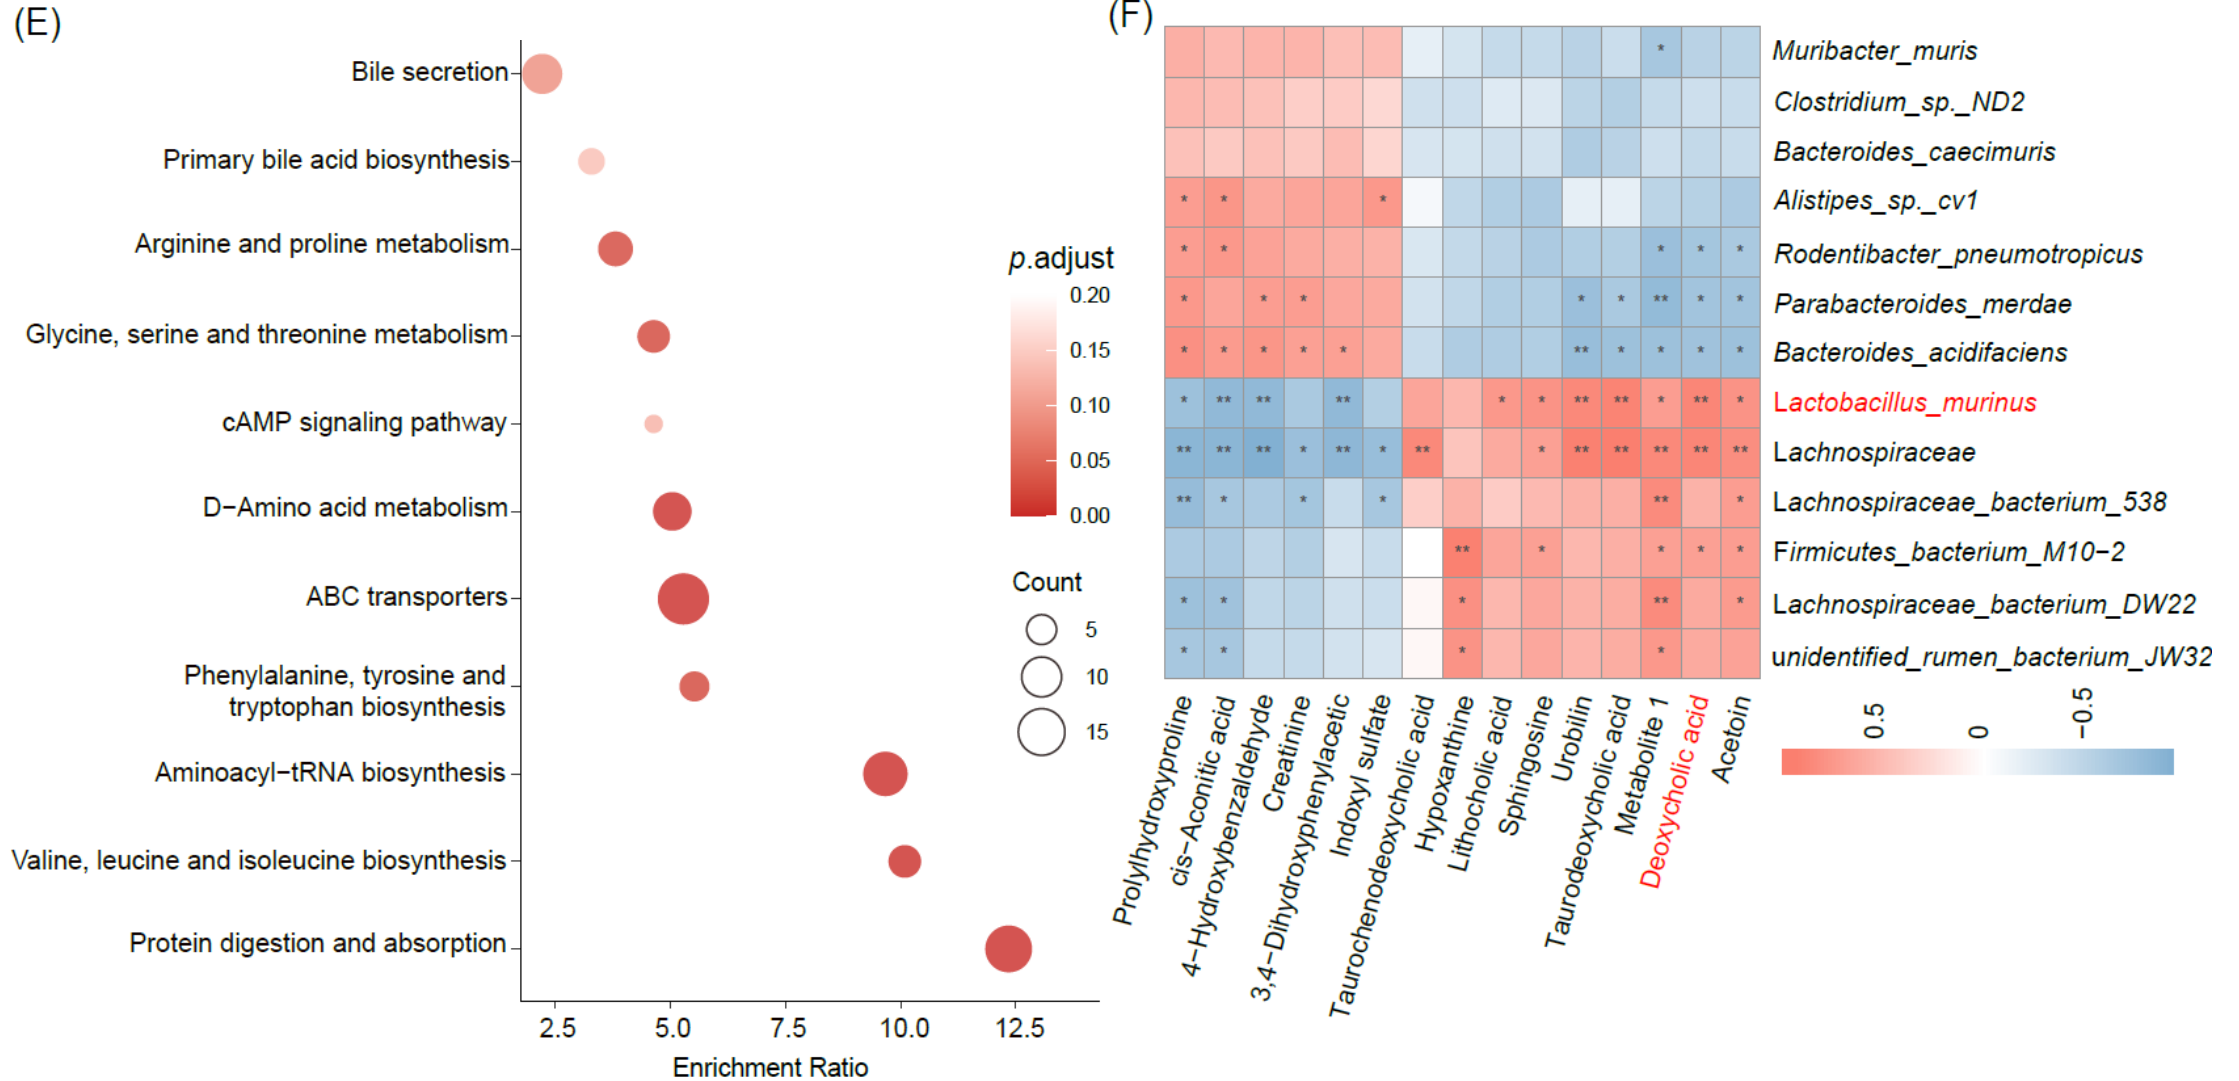 (E)
Bile secretion
Primary bile acid biosynthesis
Arginine and proline metabolism
Glycine, serine and threonine metabolism
cAMP signaling pathway
D−Amino acid metabolism
ABC transporters
Phenylalanine, tyrosine and
tryptophan biosynthesis
Aminoacyl−tRNA biosynthesis
Valine, leucine and isoleucine biosynthesis
Protein digestion and absorption
2.5 5.0 7.5 10.0 12.5
Enrichment Ratio
p.adjust
0.20
0.15
0.10
0.05
0.00
Count
5
10
15
(F)
* Muribacter_muris
Clostridium_sp._ND2
Bacteroides_caecimuris
* * * Alistipes_sp._cv1
* * * * * Rodentibacter_pneumotropicus
* * * * * ** * * Parabacteroides_merdae
* * * * * ** * * * * Bacteroides_acidifaciens
* ** ** ** * * ** ** * ** * Lactobacillus_murinus
** ** ** * ** * ** * ** ** ** ** ** Lachnospiraceae
** * * * ** * Lachnospiraceae_bacterium_538
** * * * * Firmicutes_bacterium_M10−2
* * * ** * Lachnospiraceae_bacterium_DW22
* * * * unidentified_rumen_bacterium_JW32
Prolylhydroxyproline
cis−Aconitic acid
4−Hydroxybenzaldehyde
Creatinine
3,4−Dihydroxyphenylacetic
Indoxyl sulfate
Taurochenodeoxycholic acid
Hypoxanthine
Lithocholic acid
Sphingosine
Urobilin
Taurodeoxycholic acid
Metabolite 1
Deoxycholic acid
Acetoin
0.5 0 −0.5